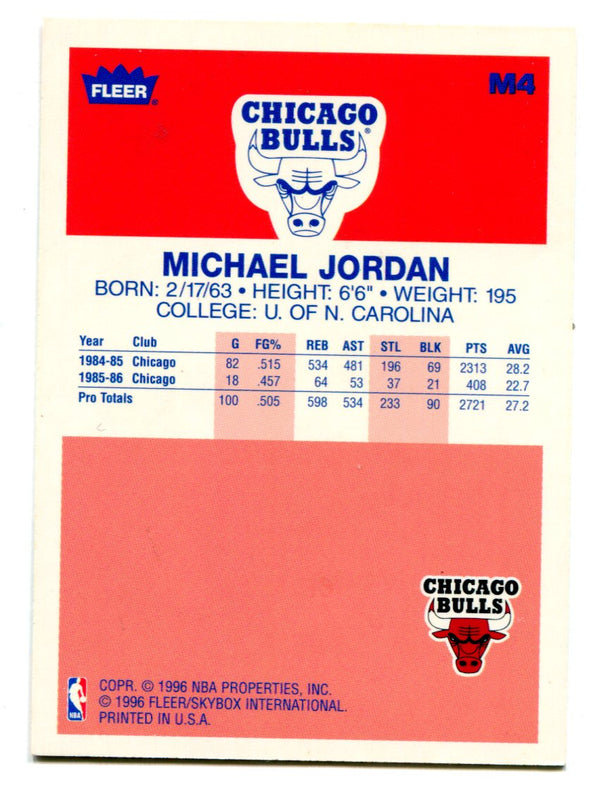 FLEER®
M4
CHICAGO
BULLS®
MICHAEL JORDAN
BORN: 2/17/63 • HEIGHT: 6'6" • WEIGHT: 195
COLLEGE: U. OF N. CAROLINA
Year Club G FG% REB AST STL BLK PTS AVG
1984-85 Chicago 82 .515 534 481 196 69 2313 28.2
1985-86 Chicago 18 .457 64 53 37 21 408 22.7
Pro Totals 100 .505 598 534 233 90 2721 27.2
CHICAGO
BULLS
NBA
COPR. © 1996 NBA PROPERTIES, INC.
© 1996 FLEER/SKYBOX INTERNATIONAL.
PRINTED IN U.S.A.